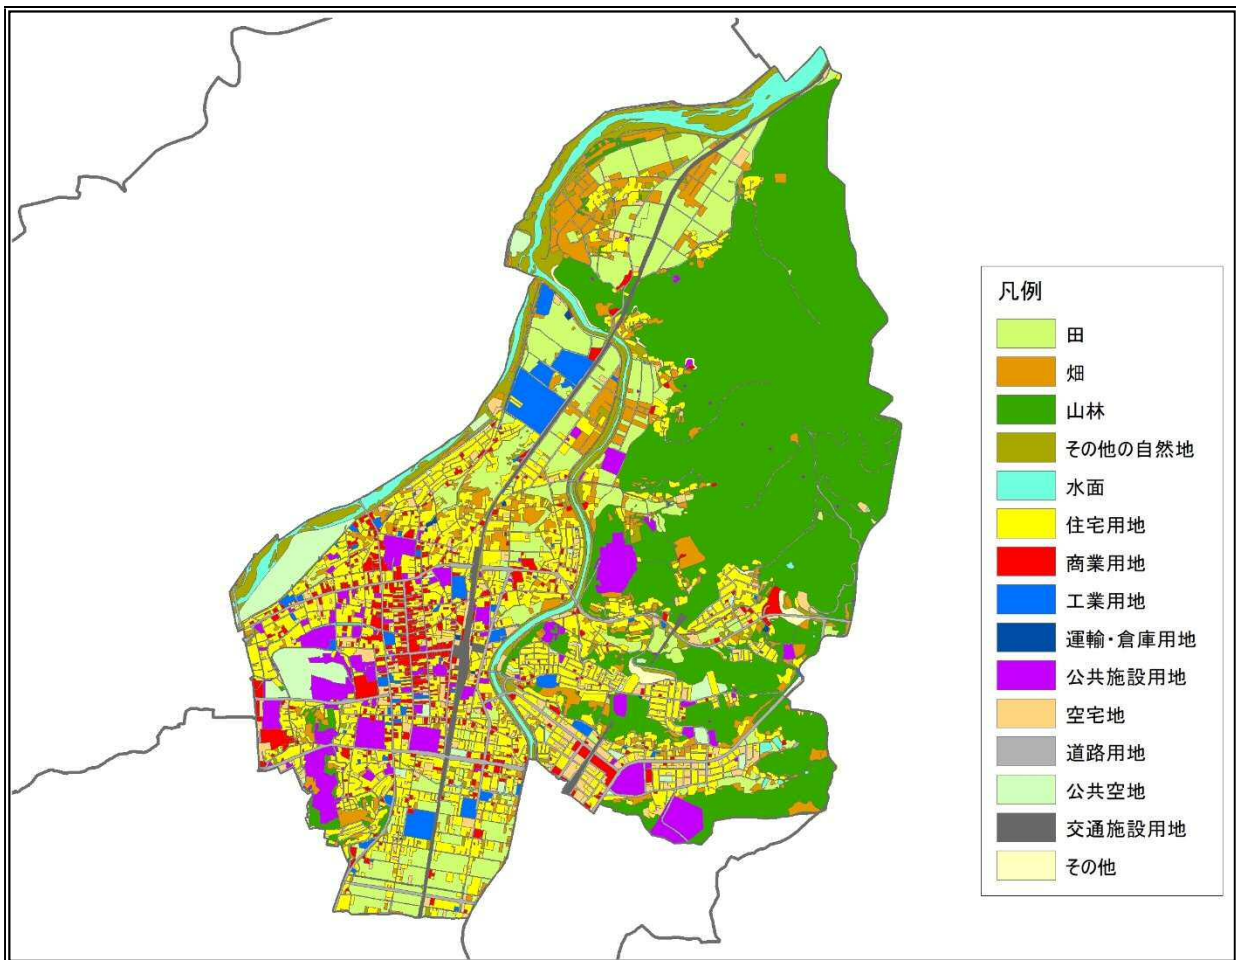 凡例
田
畑
山林
その他の自然地
水面
住宅用地
商業用地
工業用地
運輸・倉庫用地
公共施設用地
空宅地
道路用地
公共空地
交通施設用地
その他